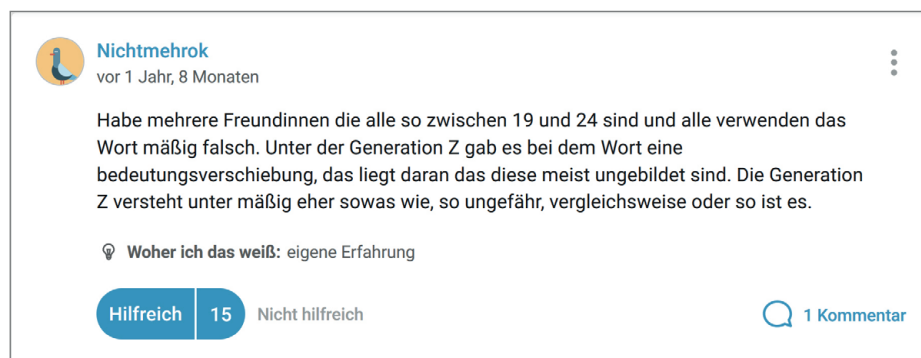 Nichtmehrok
vor 1 Jahr, 8 Monaten
Habe mehrere Freundinnen die alle so zwischen 19 und 24 sind und alle verwenden das
Wort mäßig falsch. Unter der Generation Z gab es bei dem Wort eine
bedeutungsverschiebung, das liegt daran das diese meist ungebildet sind. Die Generation
Z versteht unter mäßig eher sowas wie, so ungefähr, vergleichsweise oder so ist es.
Woher ich das weiß: eigene Erfahrung
Hilfreich 15 Nicht hilfreich 1 Kommentar